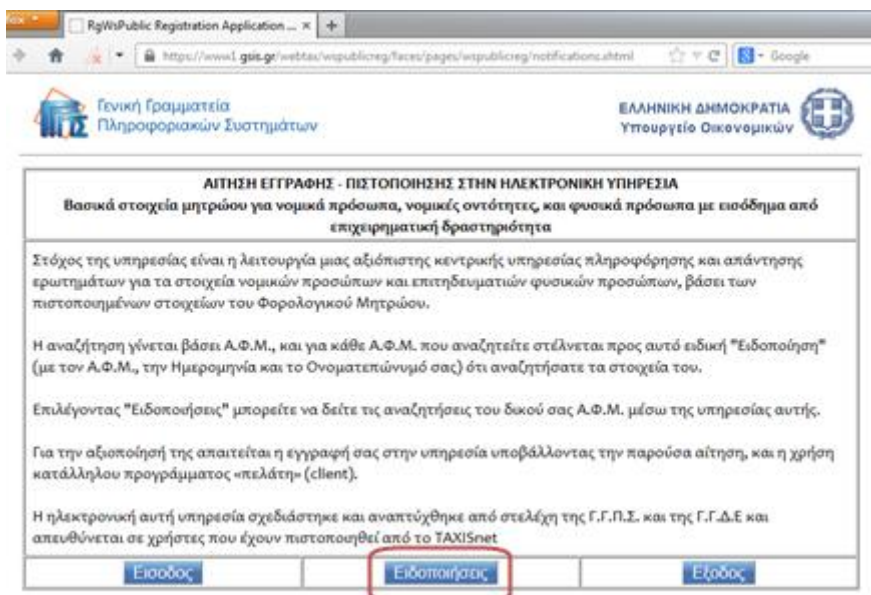 RgWsPublic Registration Application ... × +
https://www1.gsis.gr/webtax/wspublicreg/faces/pages/wspublicreg/notifications.xhtml
Google
Γενική Γραμματεία
Πληροφοριακών Συστημάτων
ΕΛΛΗΝΙΚΗ ΔΗΜΟΚΡΑΤΙΑ
Υπουργείο Οικονομικών
ΑΙΤΗΣΗ ΕΓΓΡΑΦΗΣ - ΠΙΣΤΟΠΟΙΗΣΗΣ ΣΤΗΝ ΗΛΕΚΤΡΟΝΙΚΗ ΥΠΗΡΕΣΙΑ
Βασικά στοιχεία μητρώου για νομικά πρόσωπα, νομικές οντότητες, και φυσικά πρόσωπα με εισόδημα από
επιχειρηματική δραστηριότητα
Στόχος της υπηρεσίας είναι η λειτουργία μιας αξιόπιστης κεντρικής υπηρεσίας πληροφόρησης και απάντησης
ερωτημάτων για τα στοιχεία νομικών προσώπων και επιτηδευματιών φυσικών προσώπων, βάσει των
πιστοποιημένων στοιχείων του Φορολογικού Μητρώου.
Η αναζήτηση γίνεται βάσει Α.Φ.Μ., και για κάθε Α.Φ.Μ. που αναζητείτε στέλνεται προς αυτό ειδική "Ειδοποίηση"
(με τον Α.Φ.Μ., την Ημερομηνία και το Ονοματεπώνυμό σας) ότι αναζητήσατε τα στοιχεία του.
Επιλέγοντας "Ειδοποιήσεις" μπορείτε να δείτε τις αναζητήσεις του δικού σας Α.Φ.Μ. μέσω της υπηρεσίας αυτής.
Για την αξιοποίησή της απαιτείται η εγγραφή σας στην υπηρεσία υποβάλλοντας την παρούσα αίτηση, και η χρήση
κατάλληλου προγράμματος «πελάτη» (client).
Η ηλεκτρονική αυτή υπηρεσία σχεδιάστηκε και αναπτύχθηκε από στελέχη της Γ.Γ.Π.Σ. και της Γ.Γ.Δ.Ε και
απευθύνεται σε χρήστες που έχουν πιστοποιηθεί από το TAXISnet
Είσοδος
Ειδοποιήσεις
Έξοδος